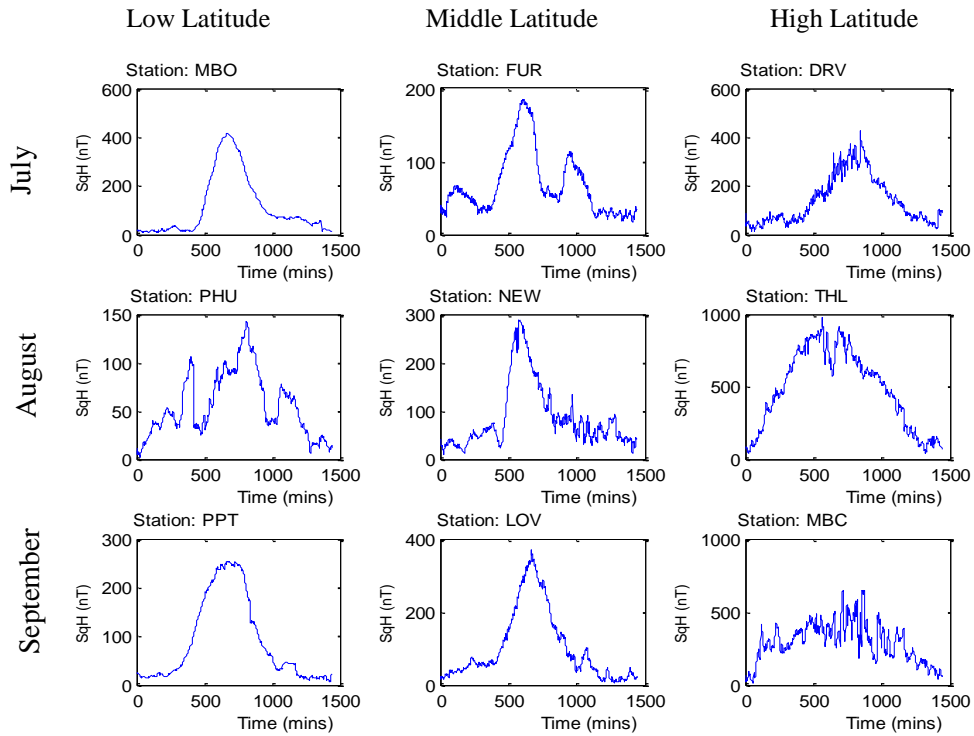 Low Latitude Middle Latitude High Latitude
July
Station: MBO
SqH (nT)
600
400
200
0
0 500 1000 1500
Time (mins)
Station: FUR
SqH (nT)
200
100
0
0 500 1000 1500
Time (mins)
Station: DRV
SqH (nT)
600
400
200
0
0 500 1000 1500
Time (mins)
August
Station: PHU
SqH (nT)
150
100
50
0
0 500 1000 1500
Time (mins)
Station: NEW
SqH (nT)
300
200
100
0
0 500 1000 1500
Time (mins)
Station: THL
SqH (nT)
1000
500
0
0 500 1000 1500
Time (mins)
September
Station: PPT
SqH (nT)
300
200
100
0
0 500 1000 1500
Time (mins)
Station: LOV
SqH (nT)
400
200
0
0 500 1000 1500
Time (mins)
Station: MBC
SqH (nT)
1000
500
0
0 500 1000 1500
Time (mins)